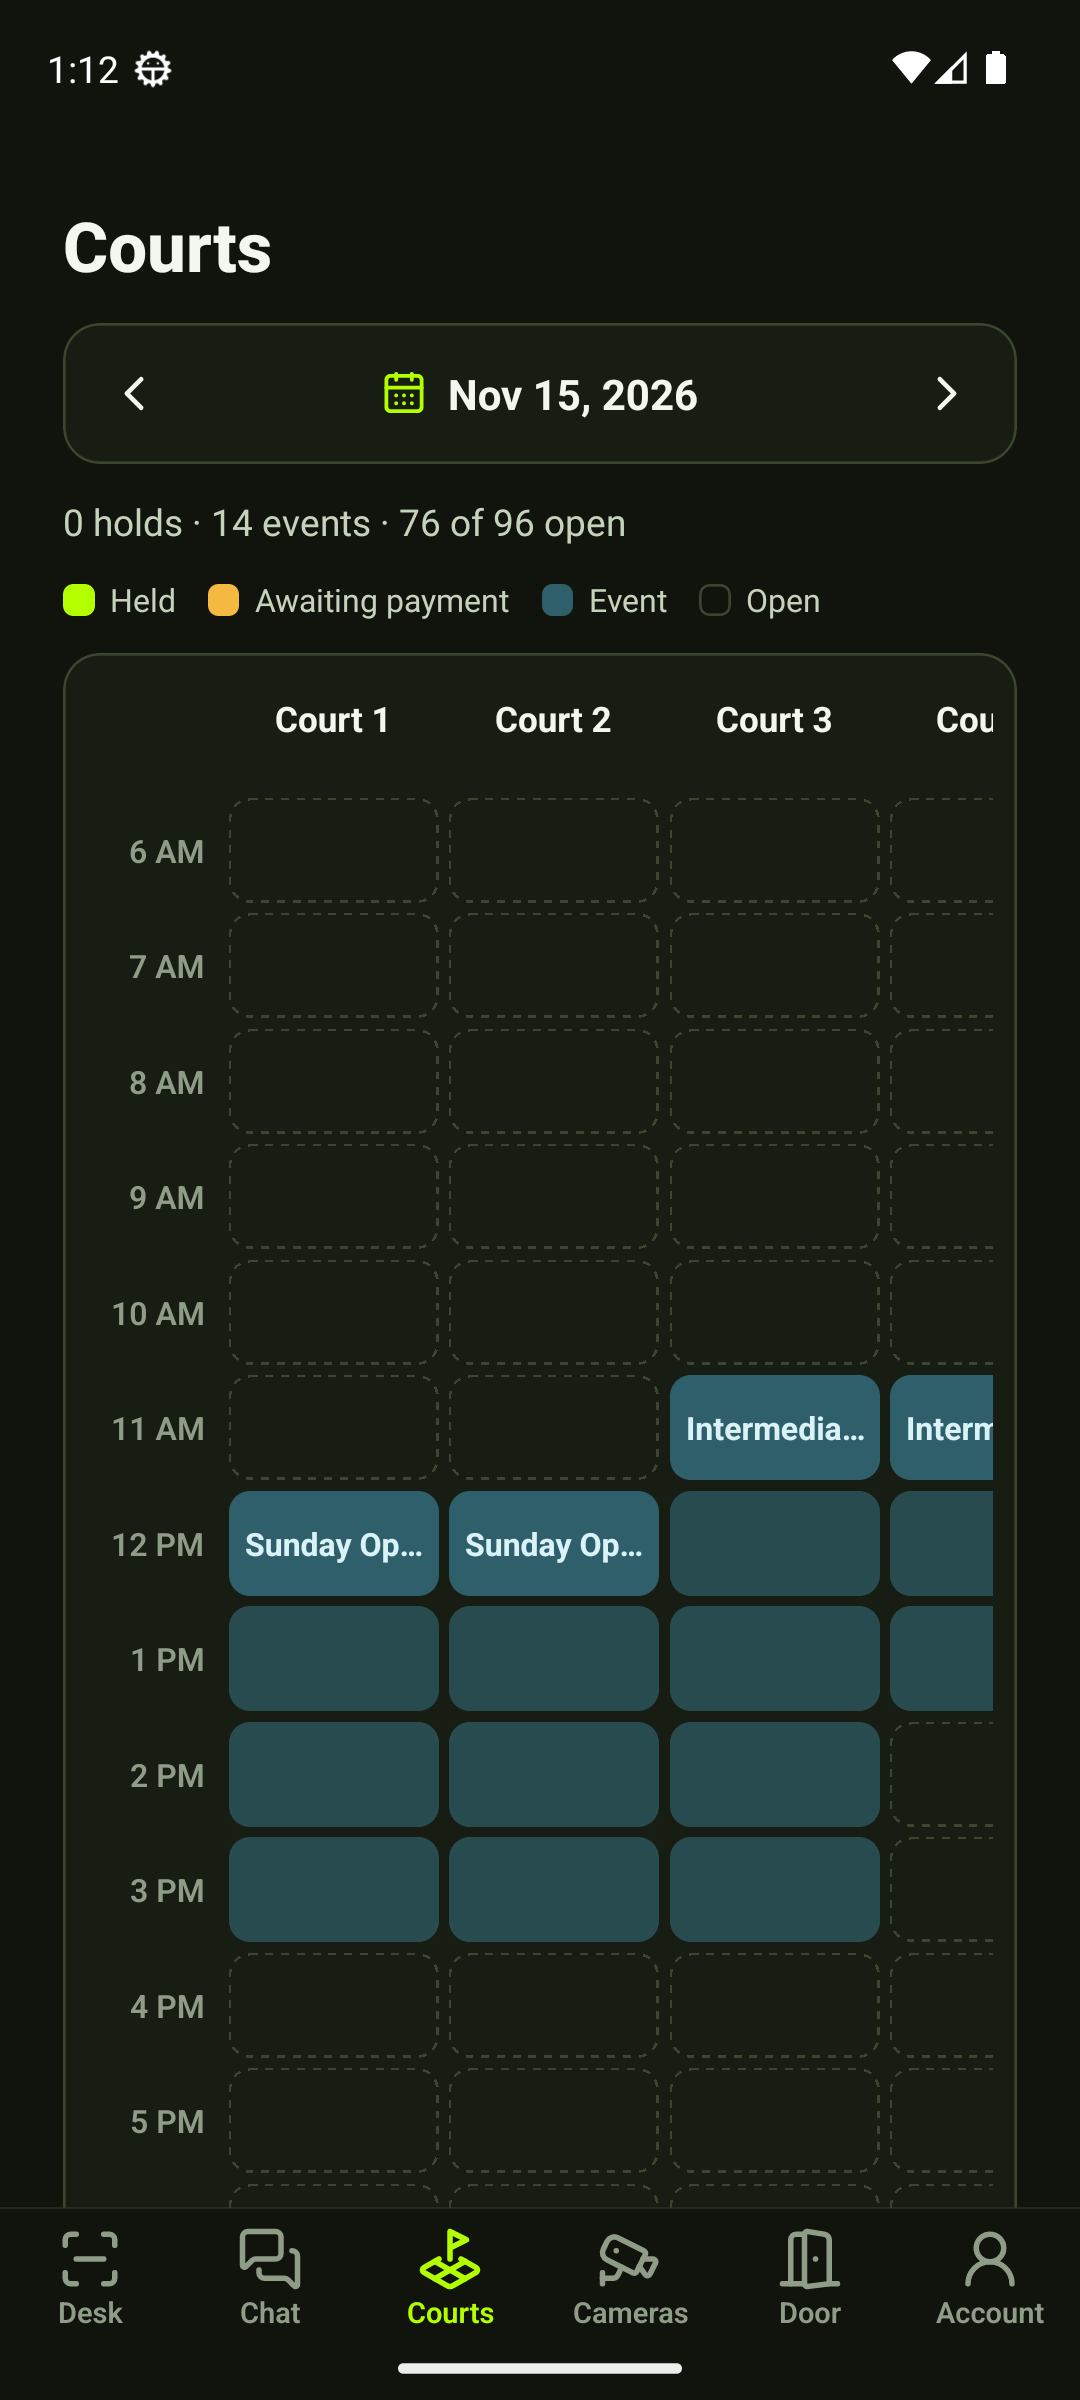 1:12
Courts
Nov 15, 2026
0 holds · 14 events · 76 of 96 open
Held Awaiting payment Event Open
Court 1 Court 2 Court 3 Cou
6 AM
7 AM
8 AM
9 AM
10 AM
11 AM Intermedia… Interm
12 PM Sunday Op… Sunday Op…
1 PM
2 PM
3 PM
4 PM
5 PM
Desk Chat Courts Cameras Door Account